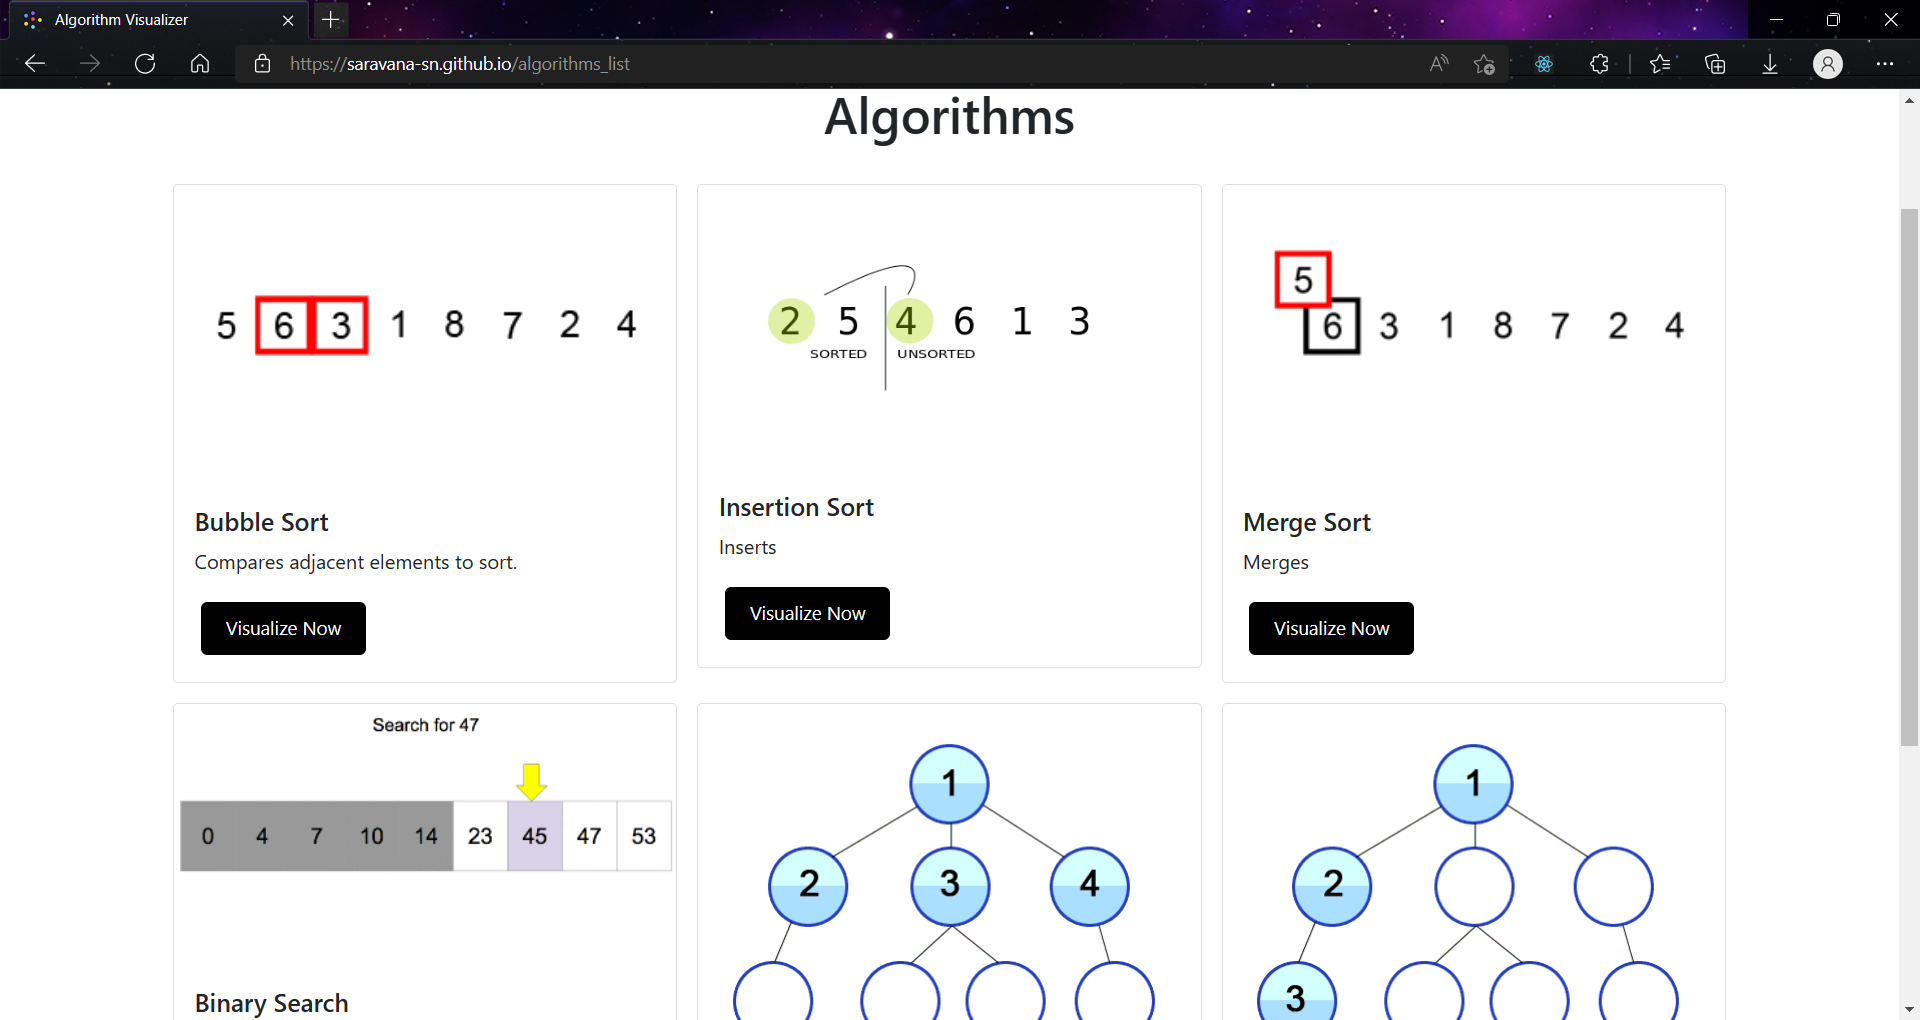 Algorithm Visualizer
https://saravana-sn.github.io/algorithms_list
Algorithms
5 6 3 1 8 7 2 4
Bubble Sort
Compares adjacent elements to sort.
Visualize Now
2 5 4 6 1 3
SORTED UNSORTED
Insertion Sort
Inserts
Visualize Now
5
6 3 1 8 7 2 4
Merge Sort
Merges
Visualize Now
Search for 47
0 4 7 10 14 23 45 47 53
Binary Search
1
2 3 4
1
2
3